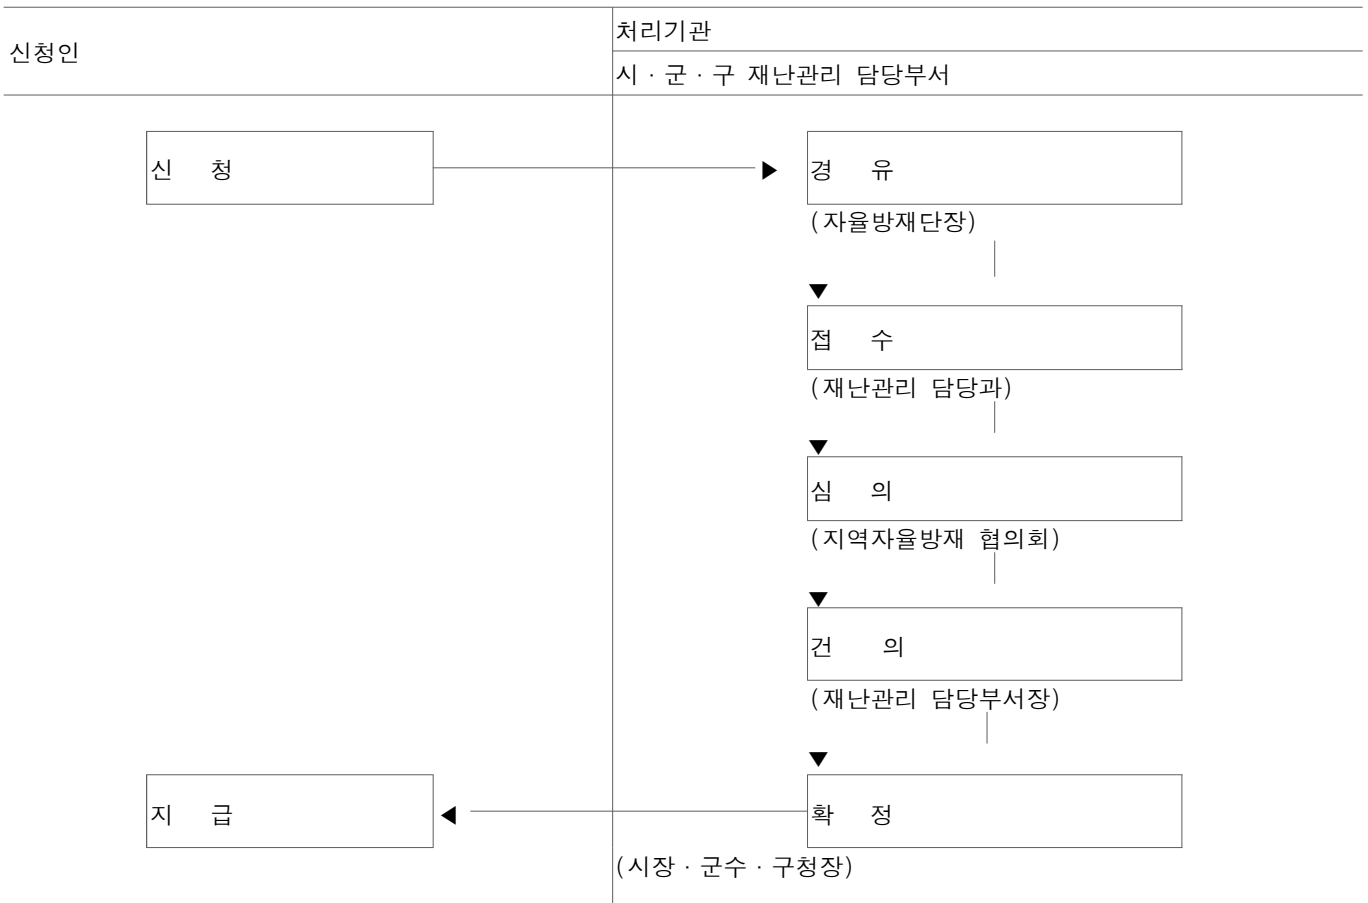 신청인
처리기관
시 · 군 · 구 재난관리 담당부서
신 청
경 유
(자율방재단장)
접 수
(재난관리 담당과)
심 의
(지역자율방재 협의회)
건 의
(재난관리 담당부서장)
지 급
확 정
(시장 · 군수 · 구청장)